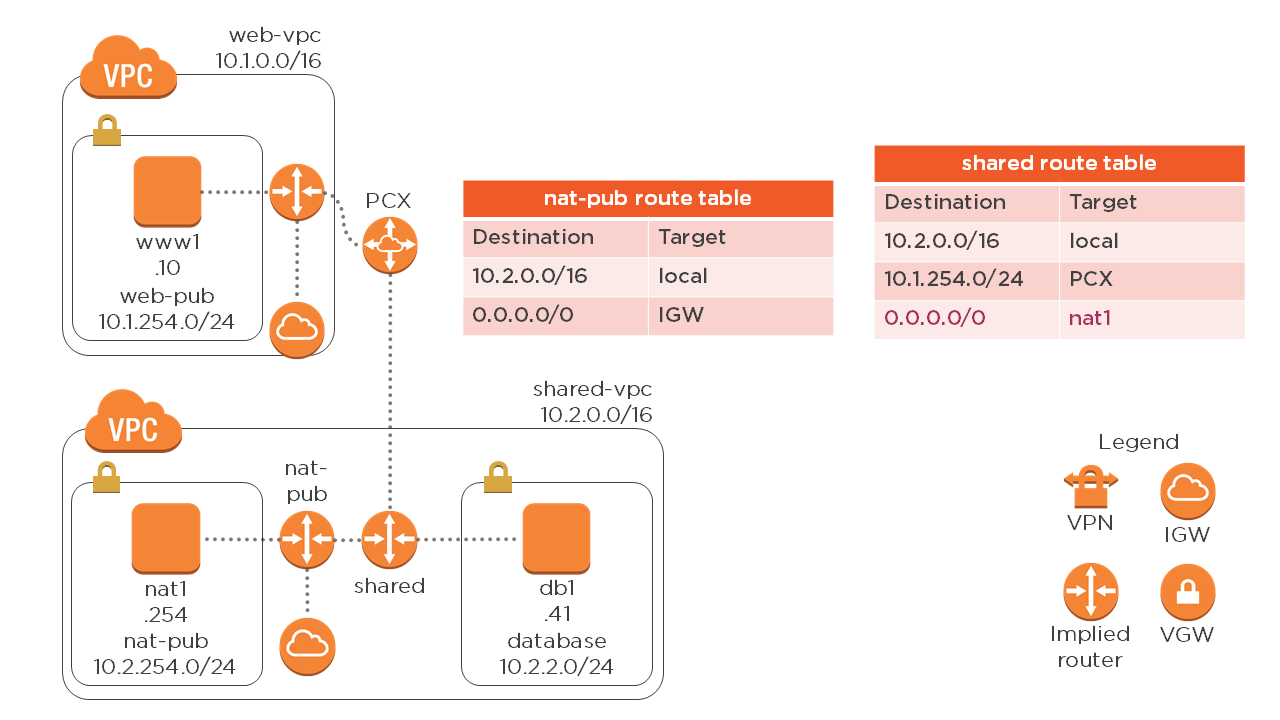 web-vpc
10.1.0.0/16
VPC
www1
.10
web-pub
10.1.254.0/24
PCX
nat-pub route table
Destination Target
10.2.0.0/16 local
0.0.0.0/0 IGW
shared route table
Destination Target
10.2.0.0/16 local
10.1.254.0/24 PCX
0.0.0.0/0 nat1
shared-vpc
10.2.0.0/16
VPC
nat1
.254
nat-pub
10.2.254.0/24
nat-
pub
shared
db1
.41
database
10.2.2.0/24
Legend
VPN
IGW
Implied
router
VGW